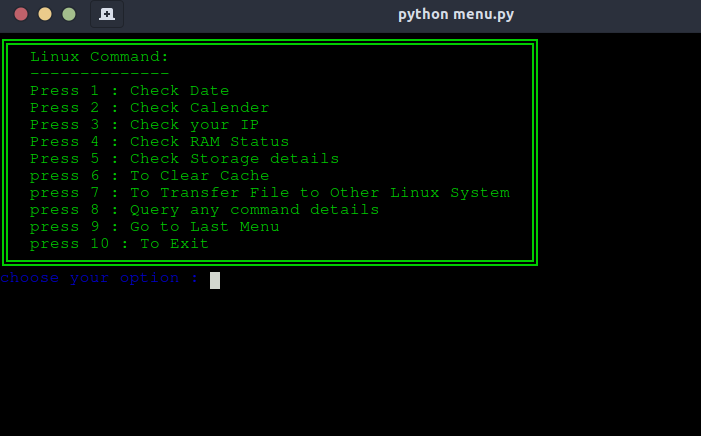 python menu.py
Linux Command:
--------------
Press 1 : Check Date
Press 2 : Check Calender
Press 3 : Check your IP
Press 4 : Check RAM Status
Press 5 : Check Storage details
press 6 : To Clear Cache
press 7 : To Transfer File to Other Linux System
press 8 : Query any command details
press 9 : Go to Last Menu
press 10 : To Exit
choose your option :